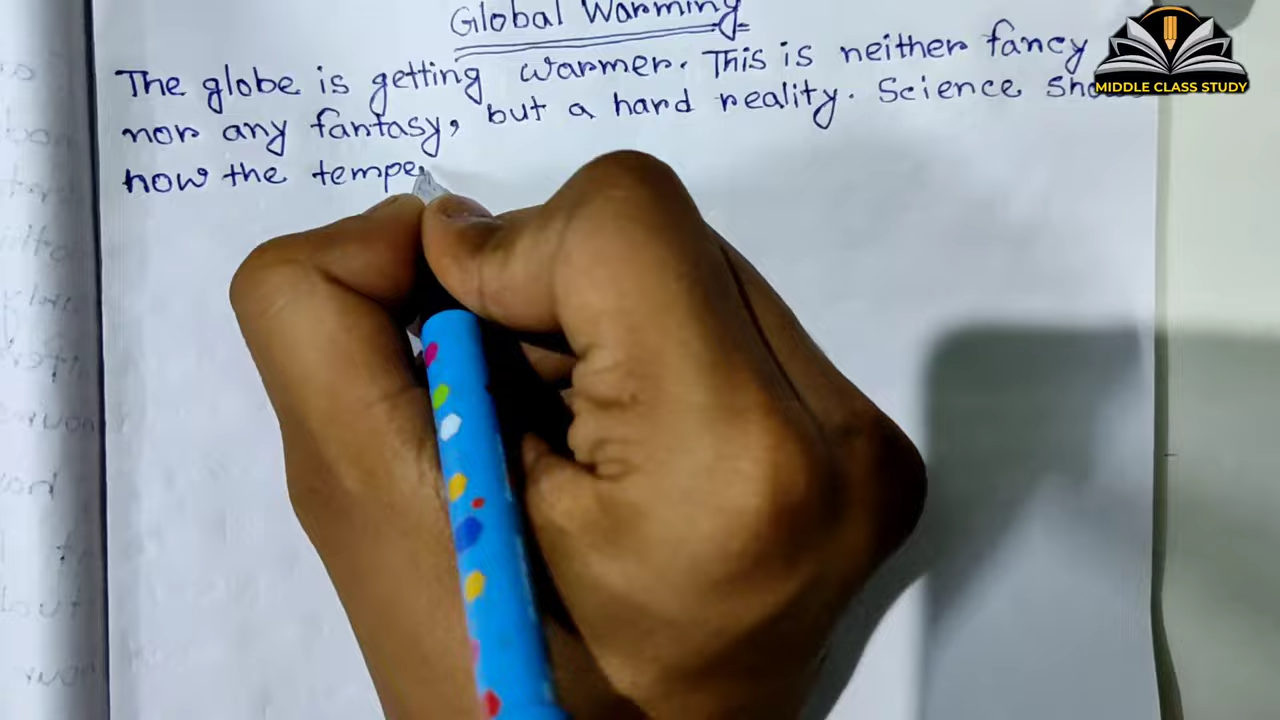 Global Warming
The globe is getting warmer. This is neither fancy
nor any fantasy, but a hard reality. Science
how the tempe
MIDDLE CLASS STUDY